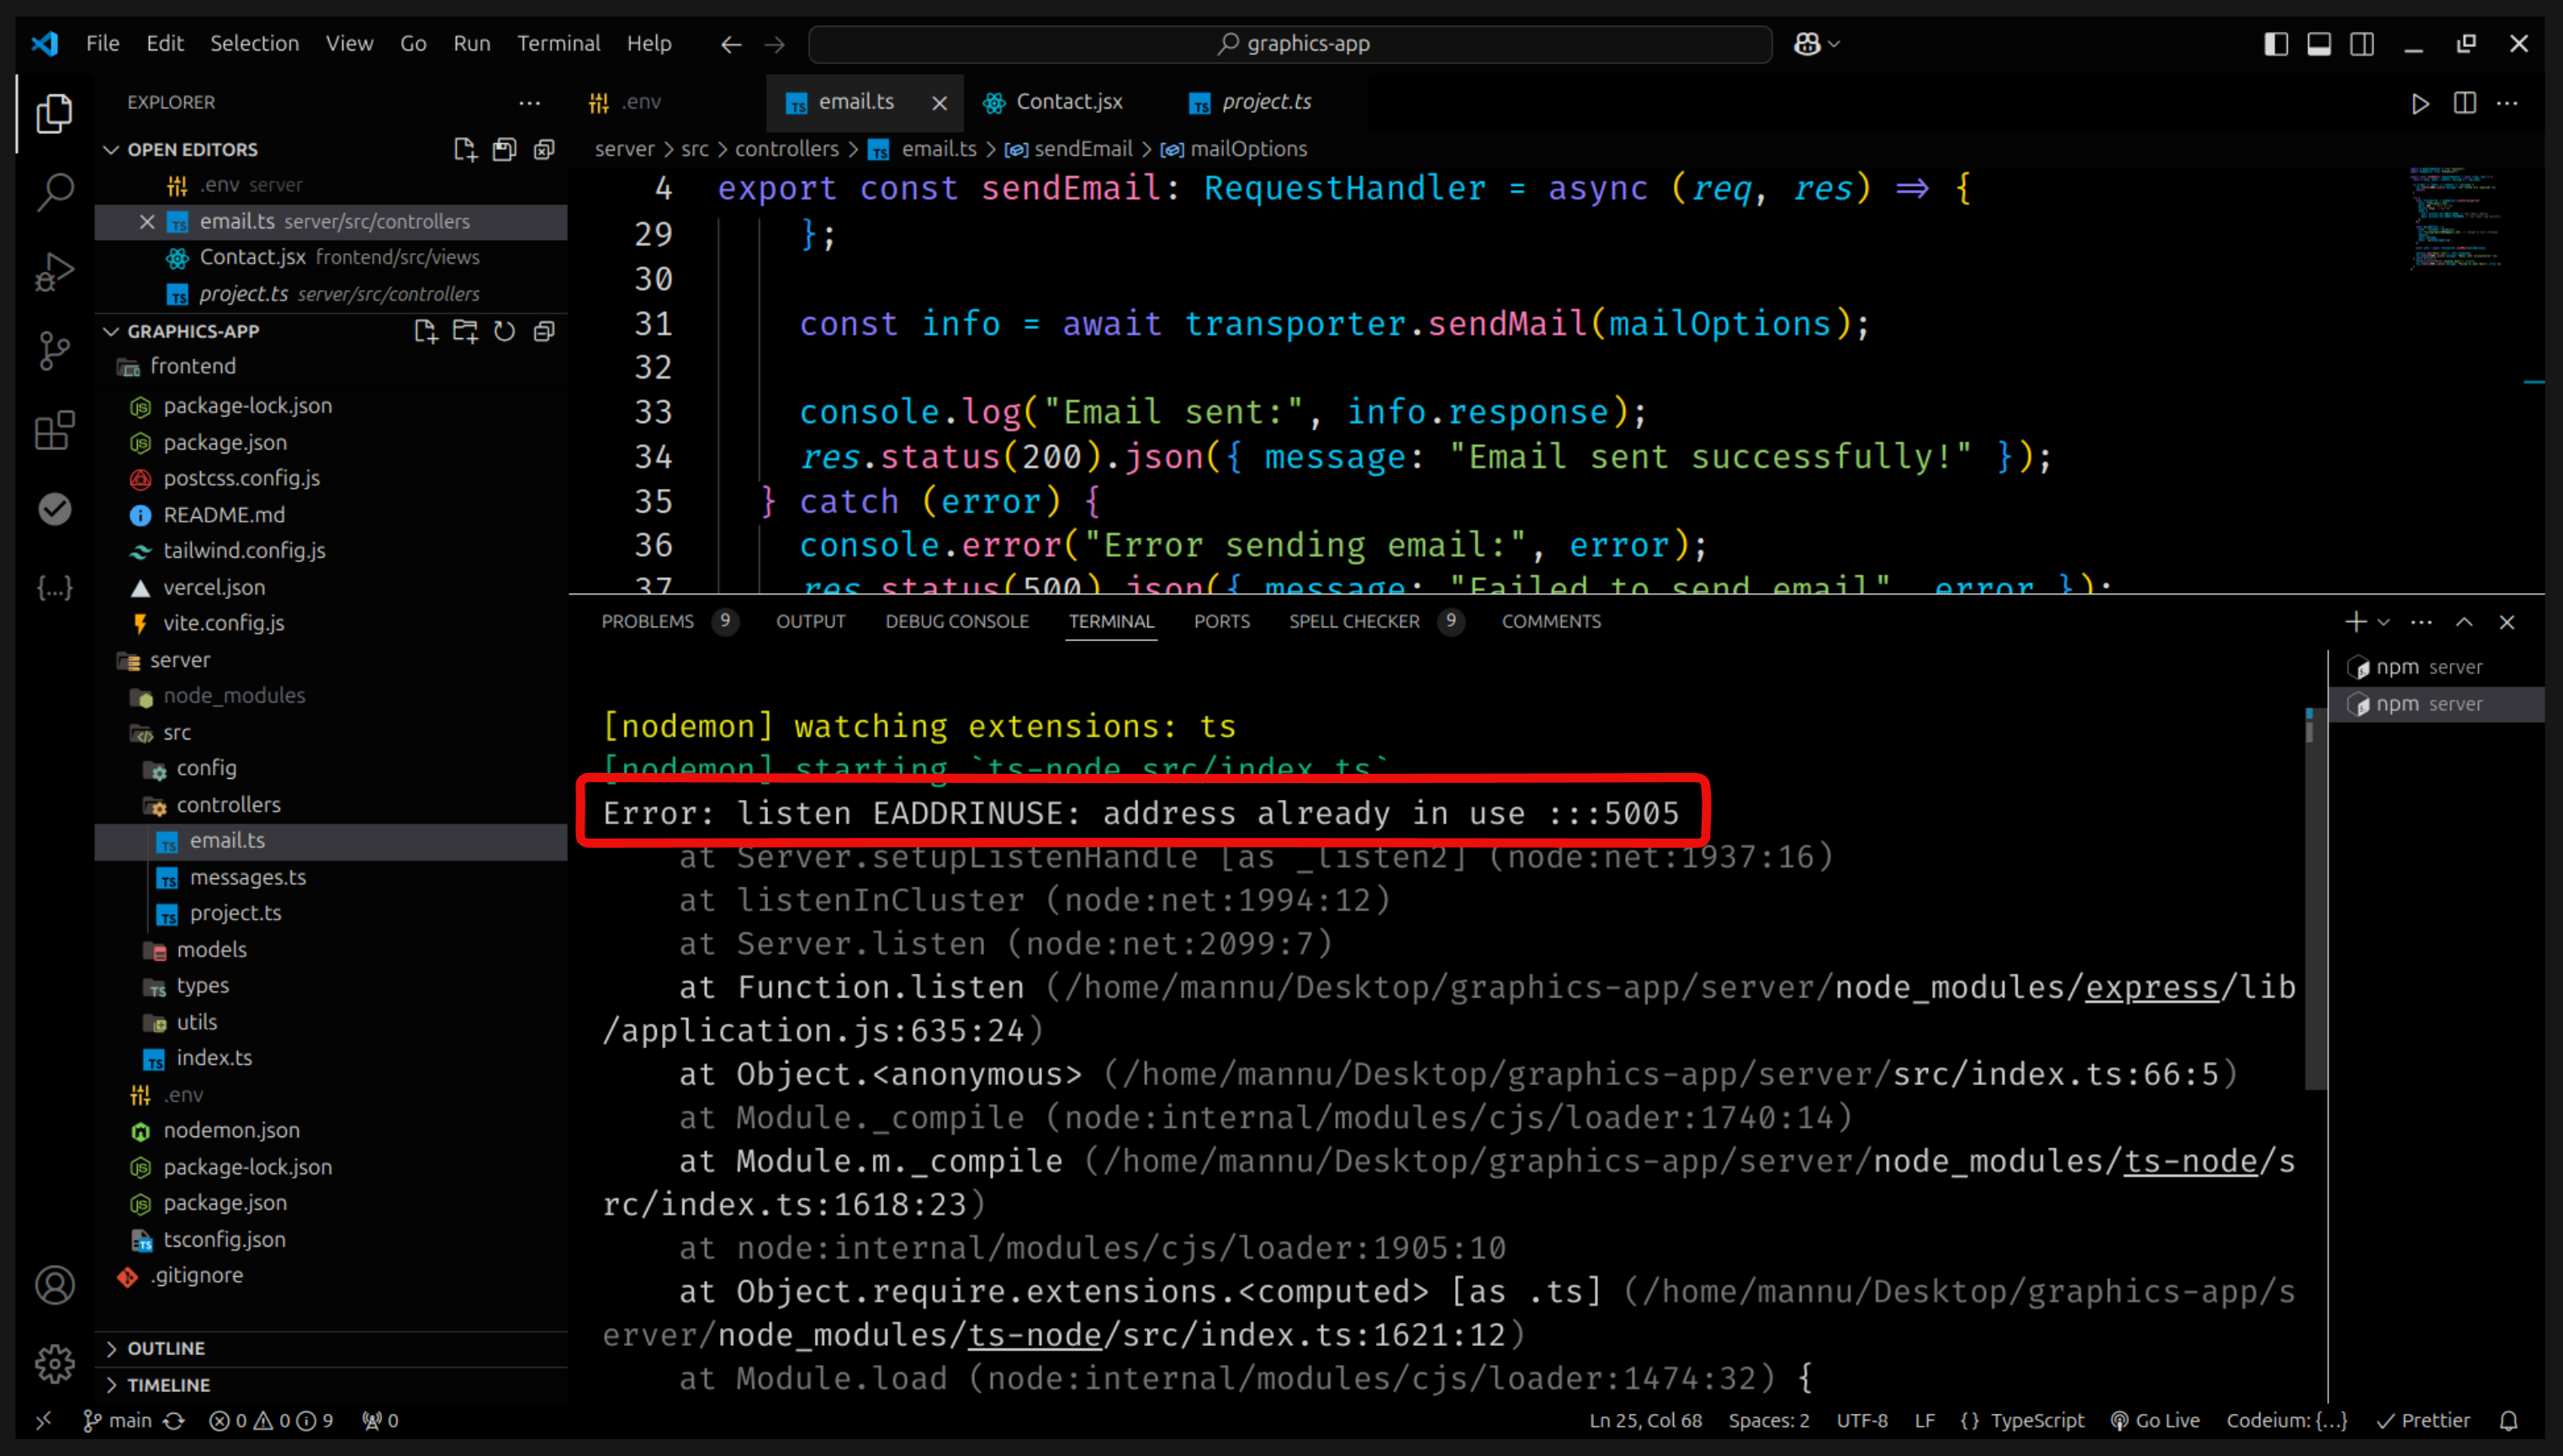 File Edit Selection View Go Run Terminal Help
graphics-app
EXPLORER
OPEN EDITORS
.env server
email.ts server/src/controllers
Contact.jsx frontend/src/views
project.ts server/src/controllers
GRAPHICS-APP
frontend
package-lock.json
package.json
postcss.config.js
README.md
tailwind.config.js
vercel.json
vite.config.js
server
node_modules
src
config
controllers
email.ts
messages.ts
project.ts
models
types
utils
index.ts
.env
nodemon.json
package-lock.json
package.json
tsconfig.json
.gitignore
OUTLINE
TIMELINE
.env email.ts Contact.jsx project.ts
server > src > controllers > email.ts > sendEmail > mailOptions
4 export const sendEmail: RequestHandler = async (req, res) => {
29 };
30
31 const info = await transporter.sendMail(mailOptions);
32
33 console.log("Email sent:", info.response);
34 res.status(200).json({ message: "Email sent successfully!" });
35 } catch (error) {
36 console.error("Error sending email:", error);
37 res.status(500).json({ message: "Failed to send email", error });
PROBLEMS 9 OUTPUT DEBUG CONSOLE TERMINAL PORTS SPELL CHECKER 9 COMMENTS
npm server
npm server
[nodemon] watching extensions: ts
[nodemon] starting `ts-node src/index.ts`
Error: listen EADDRINUSE: address already in use :::5005
at Server.setupListenHandle [as _listen2] (node:net:1937:16)
at listenInCluster (node:net:1994:12)
at Server.listen (node:net:2099:7)
at Function.listen (/home/mannu/Desktop/graphics-app/server/node_modules/express/lib
/application.js:635:24)
at Object.<anonymous> (/home/mannu/Desktop/graphics-app/server/src/index.ts:66:5)
at Module._compile (node:internal/modules/cjs/loader:1740:14)
at Module.m._compile (/home/mannu/Desktop/graphics-app/server/node_modules/ts-node/s
rc/index.ts:1618:23)
at node:internal/modules/cjs/loader:1905:10
at Object.require.extensions.<computed> [as .ts] (/home/mannu/Desktop/graphics-app/s
erver/node_modules/ts-node/src/index.ts:1621:12)
at Module.load (node:internal/modules/cjs/loader:1474:32) {
main 0 0 9 0 Ln 25, Col 68 Spaces: 2 UTF-8 LF {} TypeScript Go Live Codeium: {...} Prettier